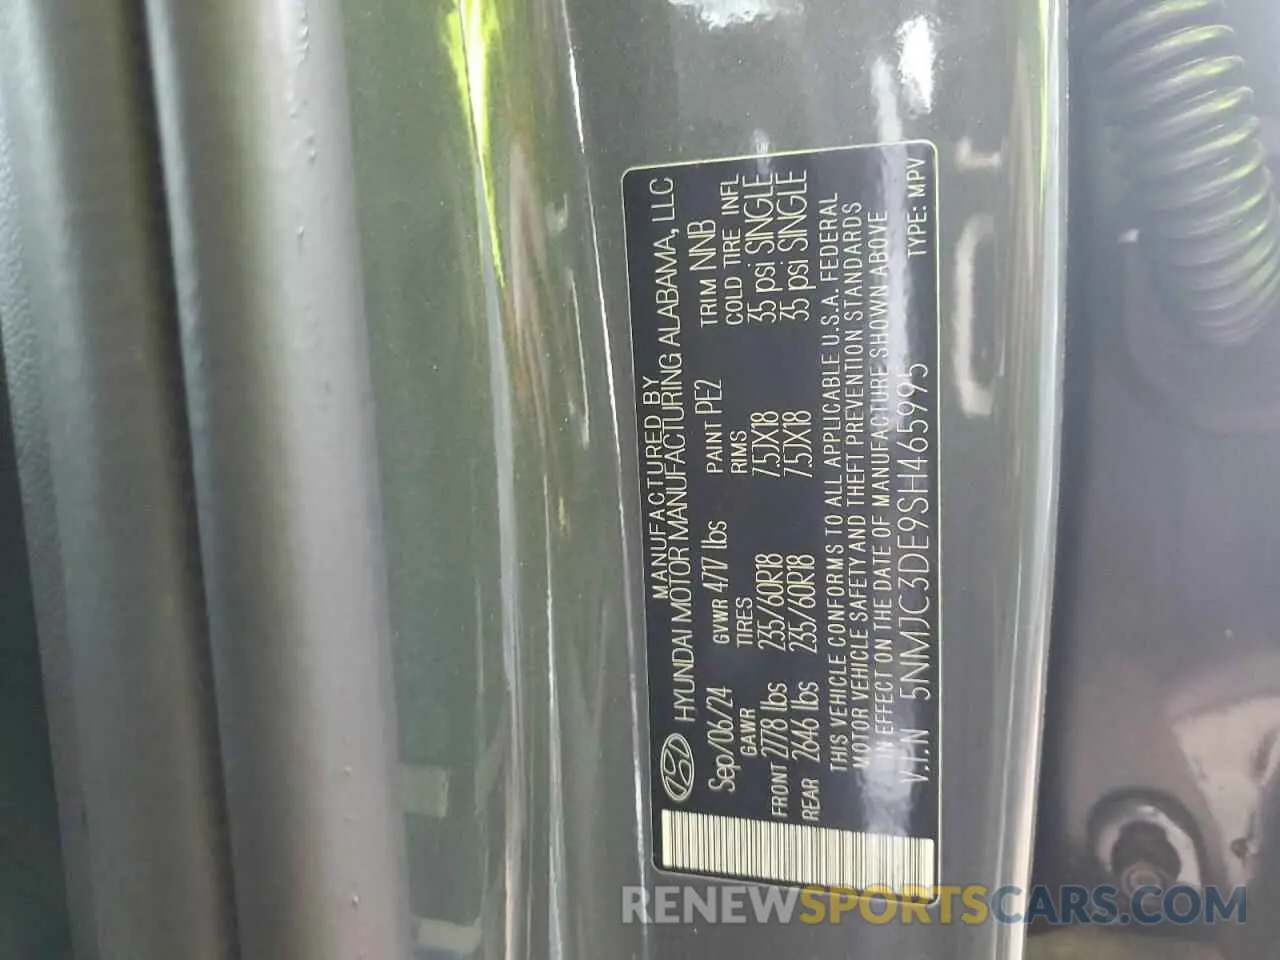 MANUFACTURED BY
HYUNDAI MOTOR MANUFACTURING ALABAMA, LLC
Sep/06/24 GVWR 4717 lbs PAINT PE2 TRIM NNB
GAWR TIRES RIMS COLD TIRE INFL
FRONT 2778 lbs 235/60R18 7.5JX18 35 psi SINGLE
REAR 2646 lbs 235/60R18 7.5JX18 35 psi SINGLE
THIS VEHICLE CONFORMS TO ALL APPLICABLE U.S.A. FEDERAL
MOTOR VEHICLE SAFETY AND THEFT PREVENTION STANDARDS
IN EFFECT ON THE DATE OF MANUFACTURE SHOWN ABOVE
V.I.N 5NMJC3DE9SH465995 TYPE: MPV
RENEWSPORTSCARS.COM